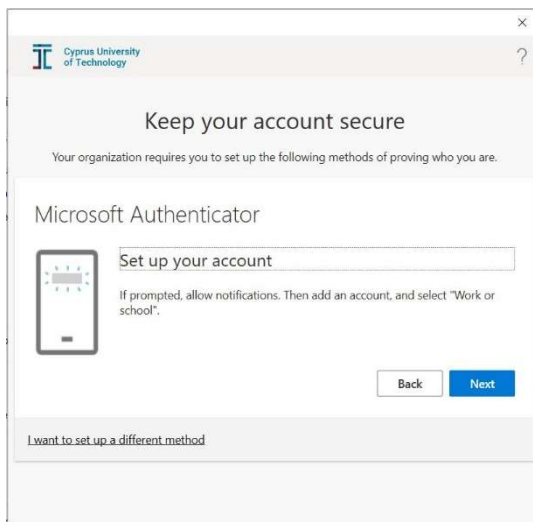 Cyprus University
of Technology
?
Keep your account secure
Your organization requires you to set up the following methods of proving who you are.
Microsoft Authenticator
Set up your account
If prompted, allow notifications. Then add an account, and select "Work or
school".
Back Next
I want to set up a different method